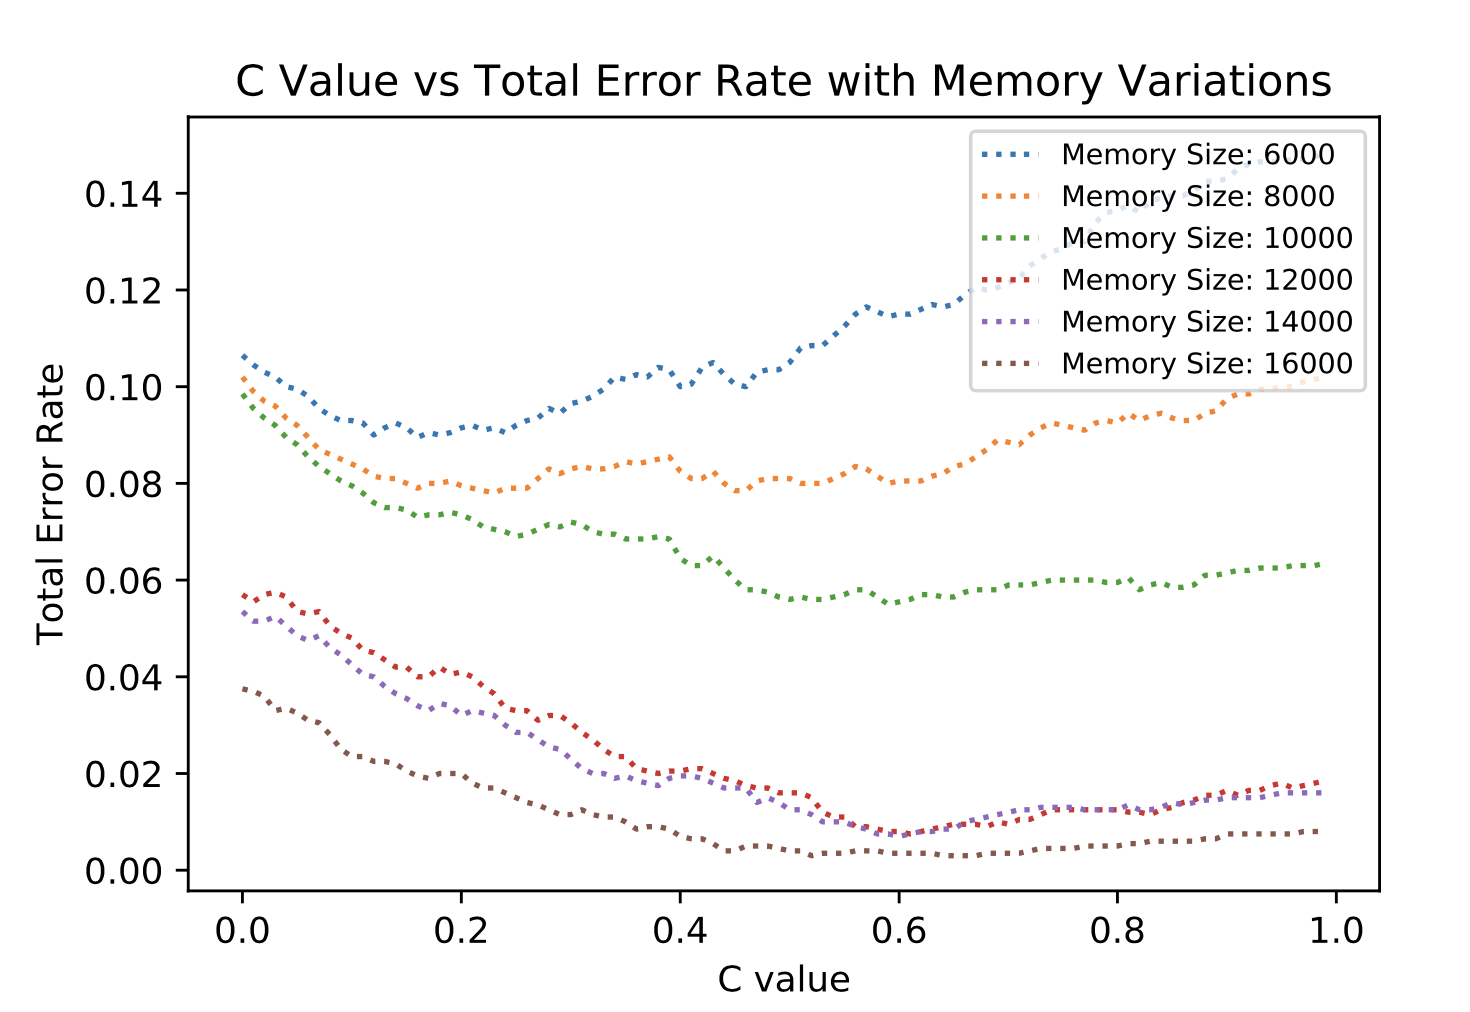 C Value vs Total Error Rate with Memory Variations
Memory Size: 6000
Memory Size: 8000
Memory Size: 10000
Memory Size: 12000
Memory Size: 14000
Memory Size: 16000
Total Error Rate
0.14
0.12
0.10
0.08
0.06
0.04
0.02
0.00
0.0 0.2 0.4 0.6 0.8 1.0
C value